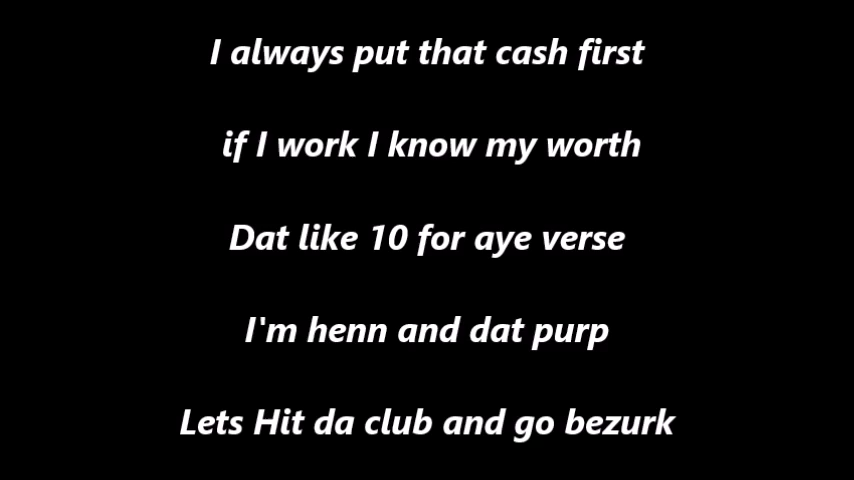 I always put that cash first
if I work I know my worth
Dat like 10 for aye verse
I'm henn and dat purp
Lets Hit da club and go bezurk